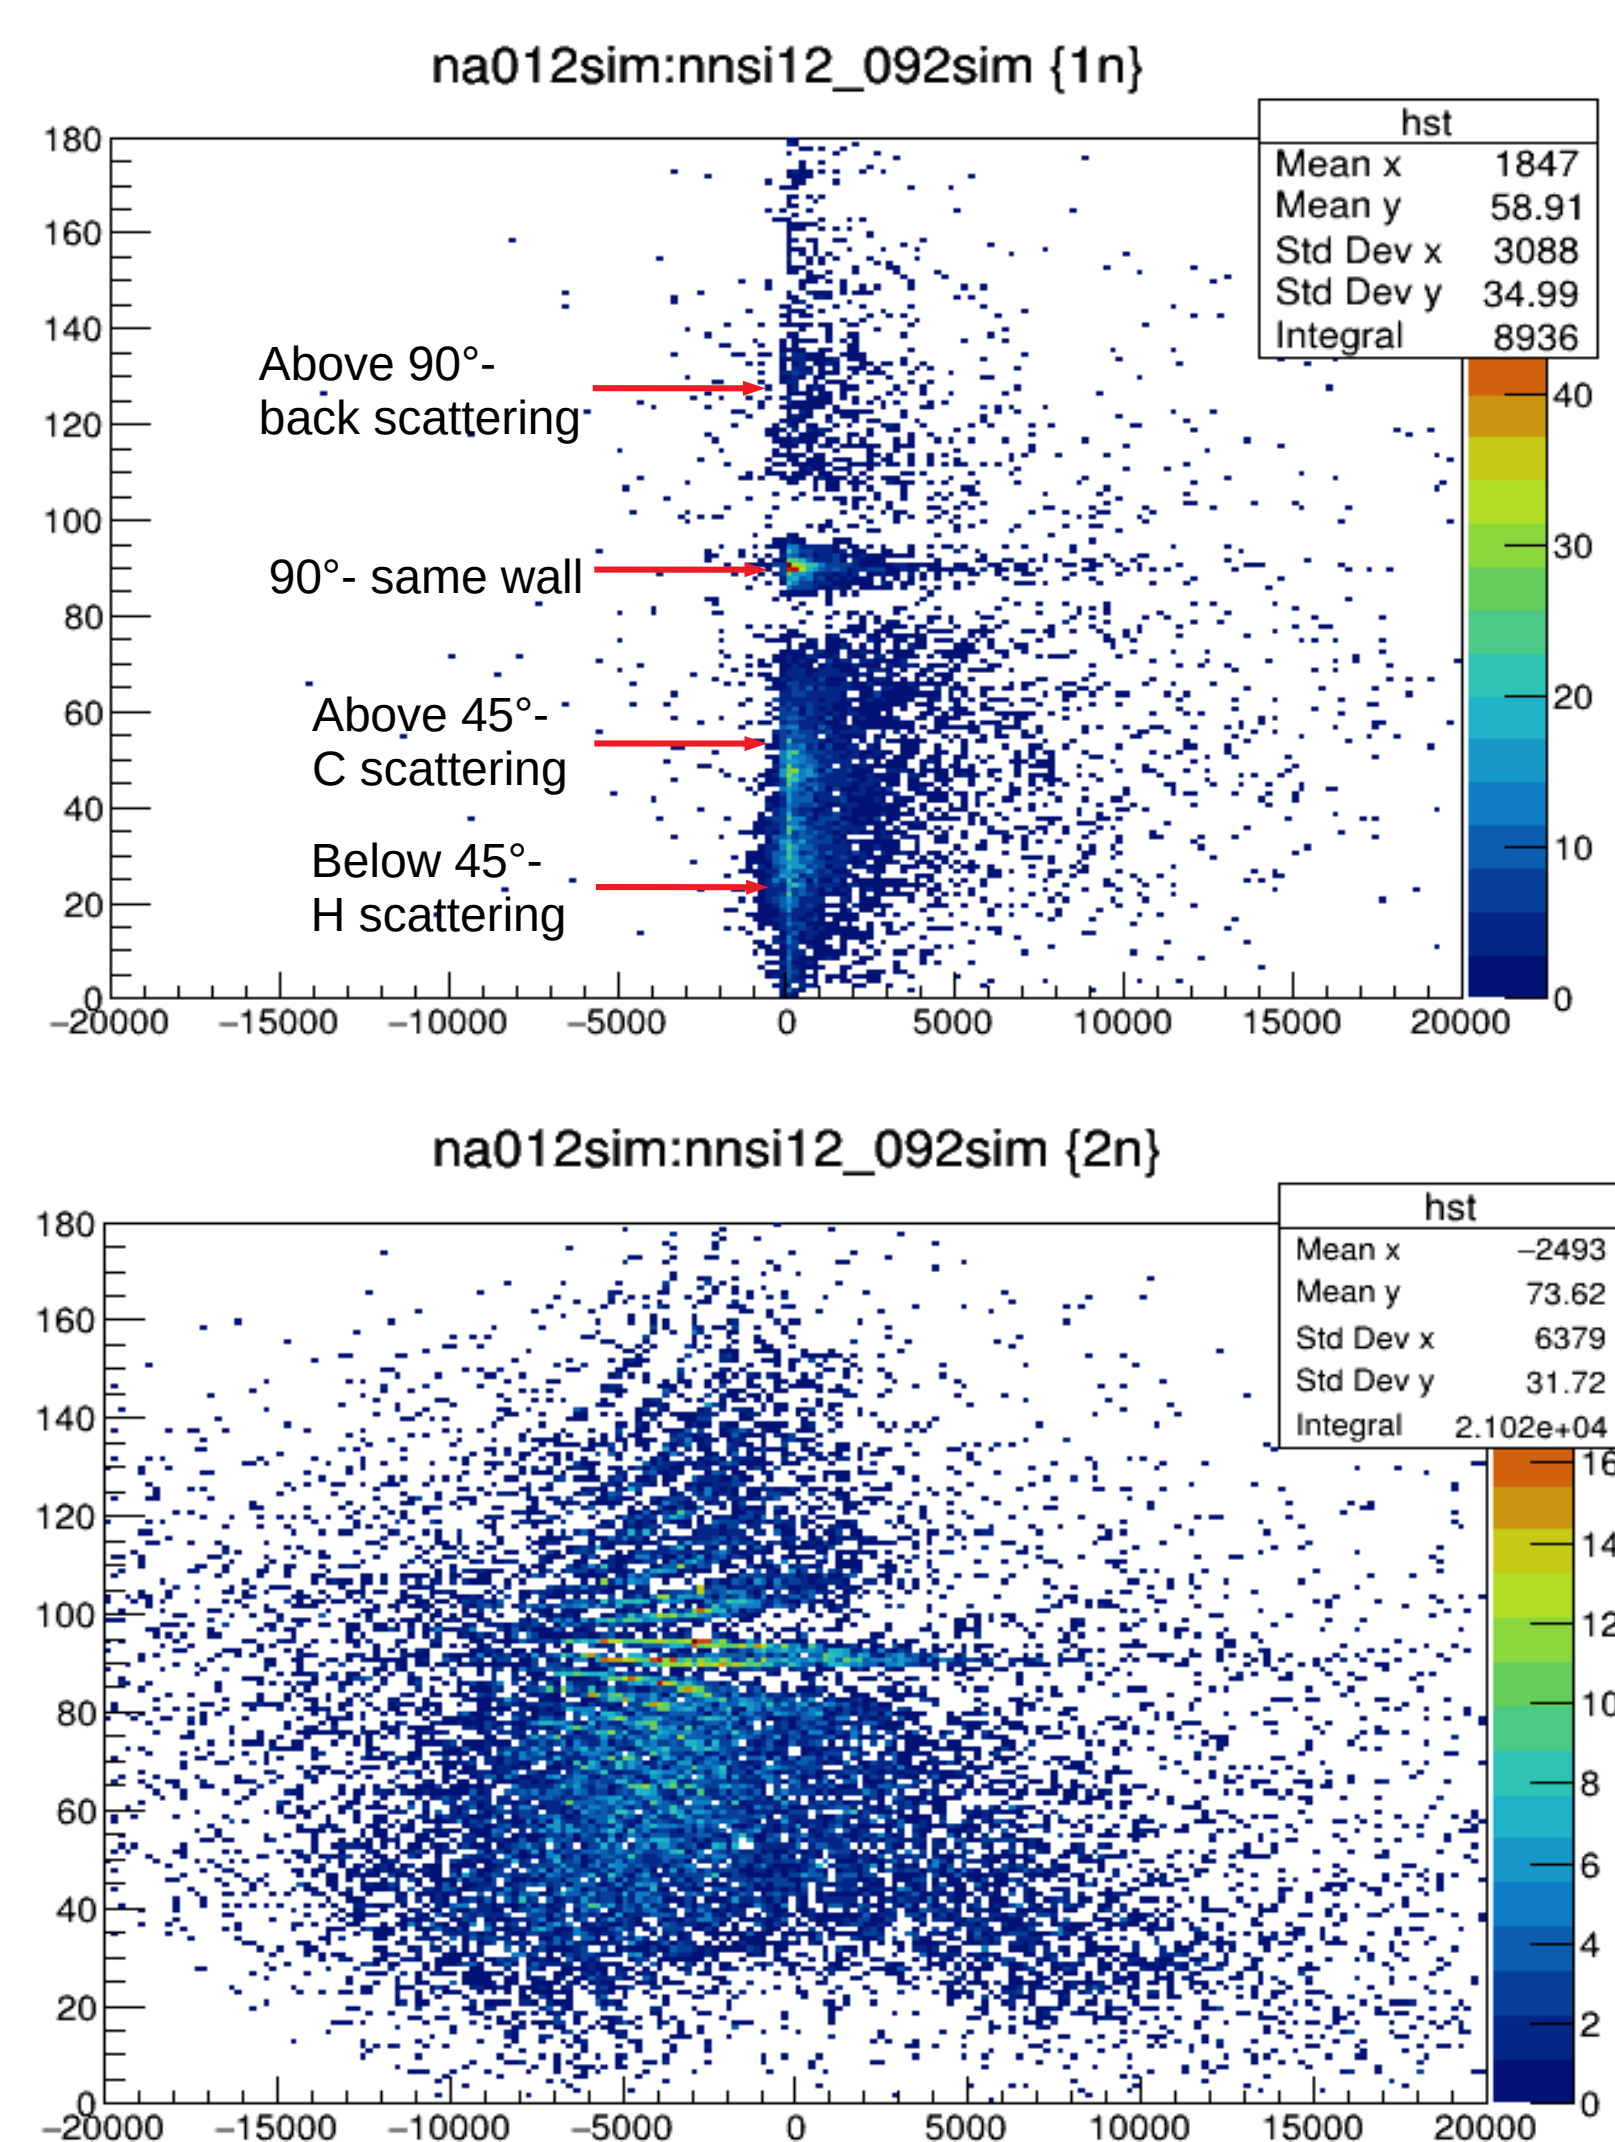 na012sim:nnsi12_092sim {1n}
hst
Mean x 1847
Mean y 58.91
Std Dev x 3088
Std Dev y 34.99
Integral 8936
180
160
140
120
100
80
60
40
20
0
Above 90°-
back scattering
90°- same wall
Above 45°-
C scattering
Below 45°-
H scattering
40
30
20
10
0
−20000 −15000 −10000 −5000 0 5000 10000 15000 20000
na012sim:nnsi12_092sim {2n}
hst
Mean x −2493
Mean y 73.62
Std Dev x 6379
Std Dev y 31.72
Integral 2.102e+04
180
160
140
120
100
80
60
40
20
0
16
14
12
10
8
6
4
2
0
−20000 −15000 −10000 −5000 0 5000 10000 15000 20000